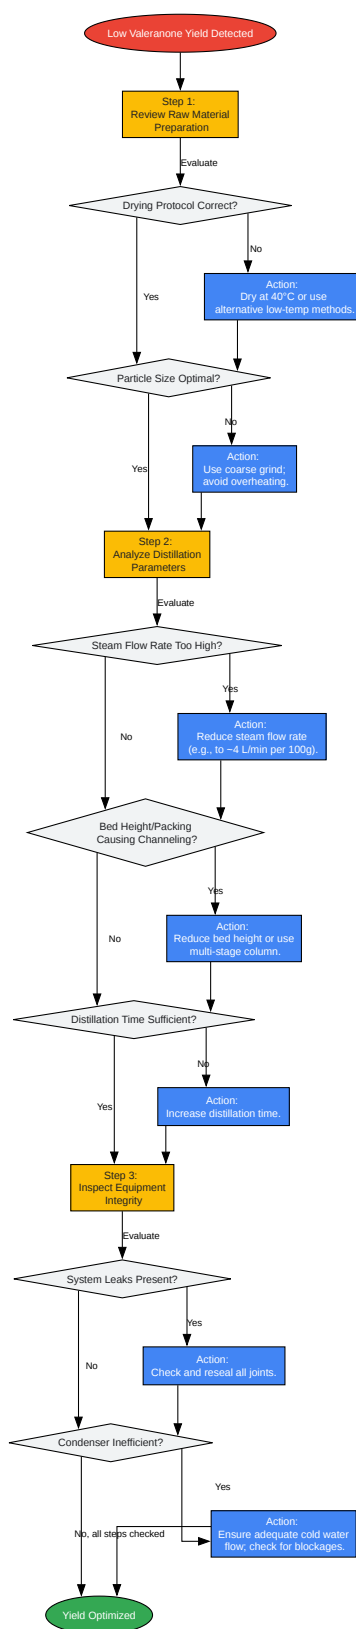 Low Valeranone Yield Detected
Step 1:
Review Raw Material
Preparation
Evaluate
Drying Protocol Correct?
No
Yes
Action:
Dry at 40°C or use
alternative low-temp methods.
Particle Size Optimal?
No
Yes
Action:
Use coarse grind;
avoid overheating.
Step 2:
Analyze Distillation
Parameters
Evaluate
Steam Flow Rate Too High?
Yes
No
Action:
Reduce steam flow rate
(e.g., to ~4 L/min per 100g).
Bed Height/Packing
Causing Channeling?
Yes
No
Action:
Reduce bed height or use
multi-stage column.
Distillation Time Sufficient?
No
Yes
Action:
Increase distillation time.
Step 3:
Inspect Equipment
Integrity
Evaluate
System Leaks Present?
Yes
No
Action:
Check and reseal all joints.
Condenser Inefficient?
Yes
No, all steps checked
Action:
Ensure adequate cold water
flow; check for blockages.
Yield Optimized